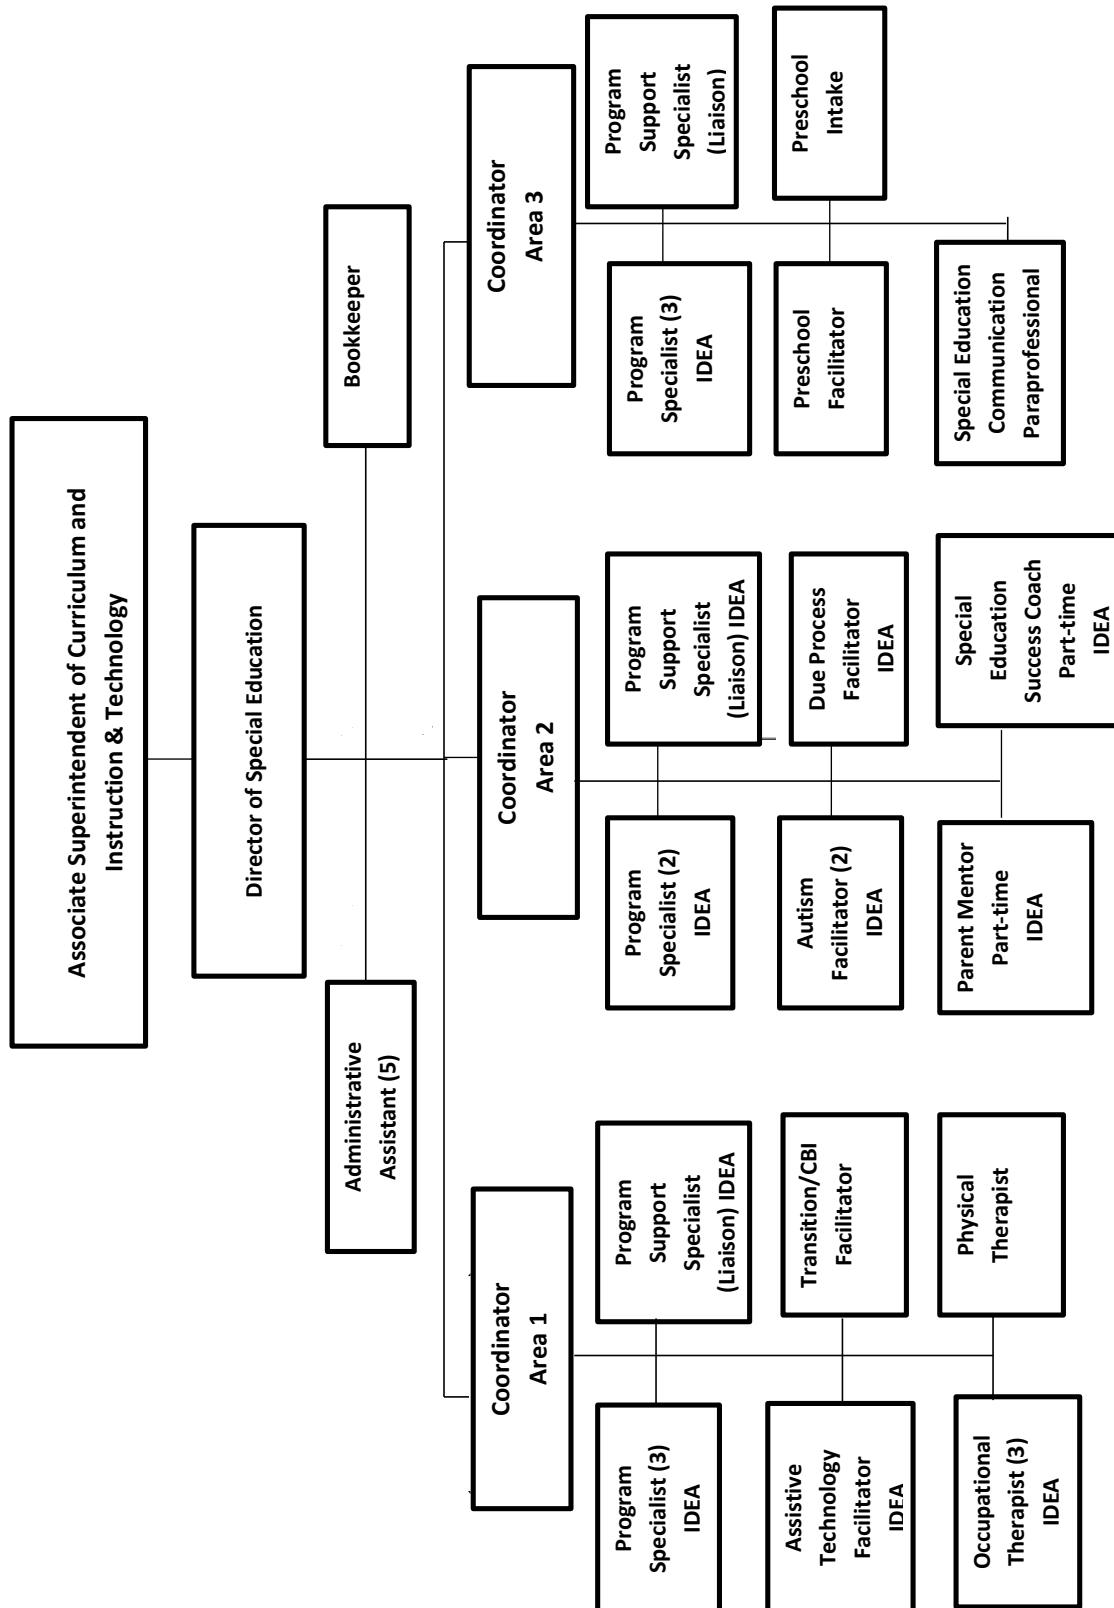 Associate Superintendent of Curriculum and
Instruction & Technology
Director of Special Education
Administrative
Assistant (5)
Bookkeeper
Coordinator
Area 1
Coordinator
Area 2
Coordinator
Area 3
Program
Specialist (3)
IDEA
Program
Support
Specialist
(Liaison) IDEA
Assistive
Technology
Facilitator
IDEA
Transition/CBI
Facilitator
Occupational
Therapist (3)
IDEA
Physical
Therapist
Program
Specialist (2)
IDEA
Program
Support
Specialist
(Liaison) IDEA
Autism
Facilitator (2)
IDEA
Due Process
Facilitator
IDEA
Parent Mentor
Part-time
IDEA
Special
Education
Success Coach
Part-time
IDEA
Program
Specialist (3)
IDEA
Program
Support
Specialist
(Liaison)
Preschool
Facilitator
Preschool
Intake
Special Education
Communication
Paraprofessional